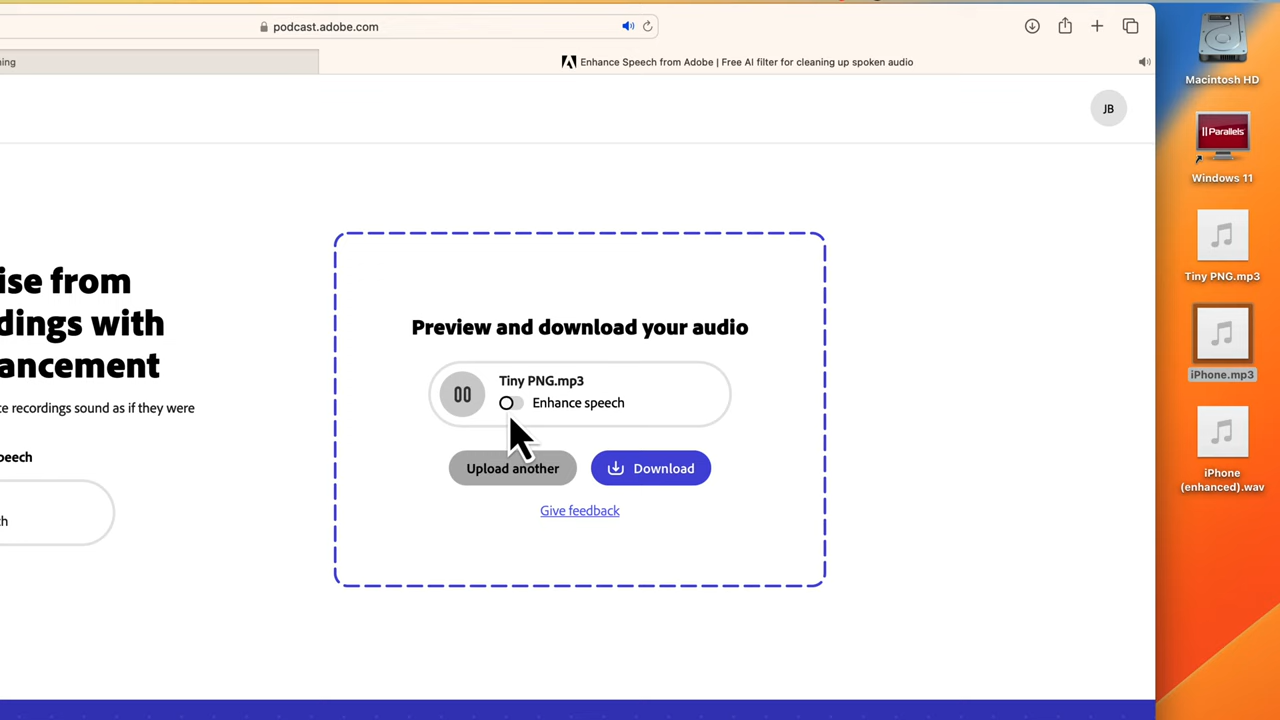 podcast.adobe.com
ning
Enhance Speech from Adobe | Free AI filter for cleaning up spoken audio
JB
ise from
dings with
ancement
te recordings sound as if they were
peech
ch
Preview and download your audio
Tiny PNG.mp3
Enhance speech
Upload another
Download
Give feedback
Macintosh HD
|| Parallels
Windows 11
Tiny PNG.mp3
iPhone.mp3
iPhone
(enhanced).wav